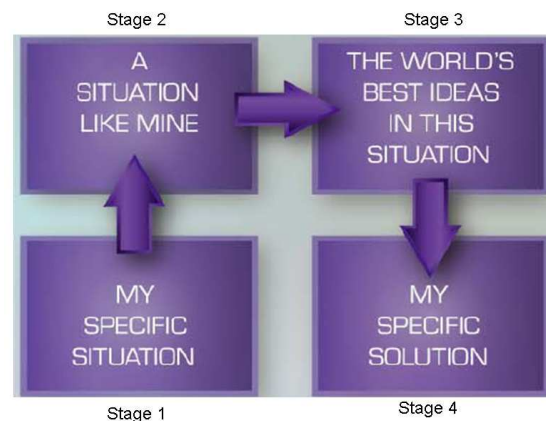 Stage 2
Stage 3
A
SITUATION
LIKE MINE
THE WORLD'S
BEST IDEAS
IN THIS
SITUATION
MY
SPECIFIC
SITUATION
MY
SPECIFIC
SOLUTION
Stage 1
Stage 4